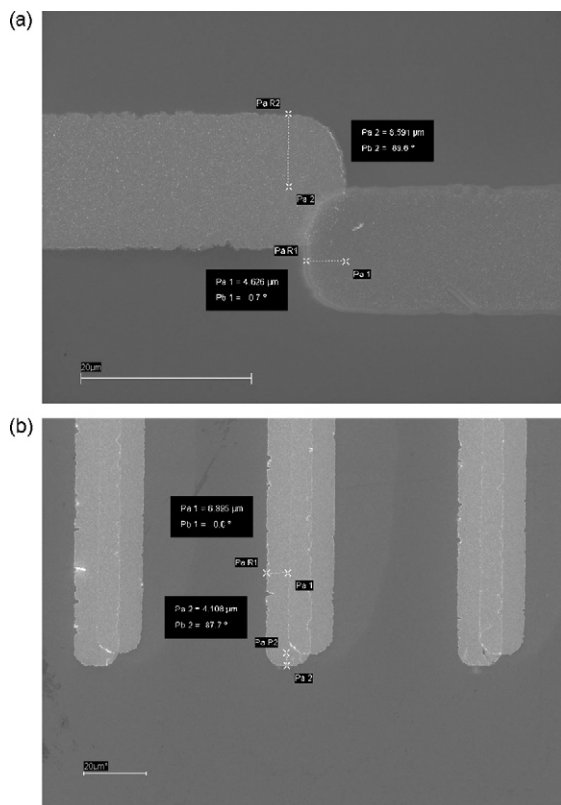 (a)
Pa R2
Pa 2 = 8.591 µm
Pb 2 = 89.6 °
Pa 2
Pa R1
Pa 1
Pa 1 = 4.626 µm
Pb 1 = 0.7 °
20µm
(b)
Pa 1 = 6.895 µm
Pb 1 = 0.6 °
Pa R1
Pa 1
Pa 2 = 4.108 µm
Pb 2 = 87.7 °
Pa R2
Pa 2
20µm*